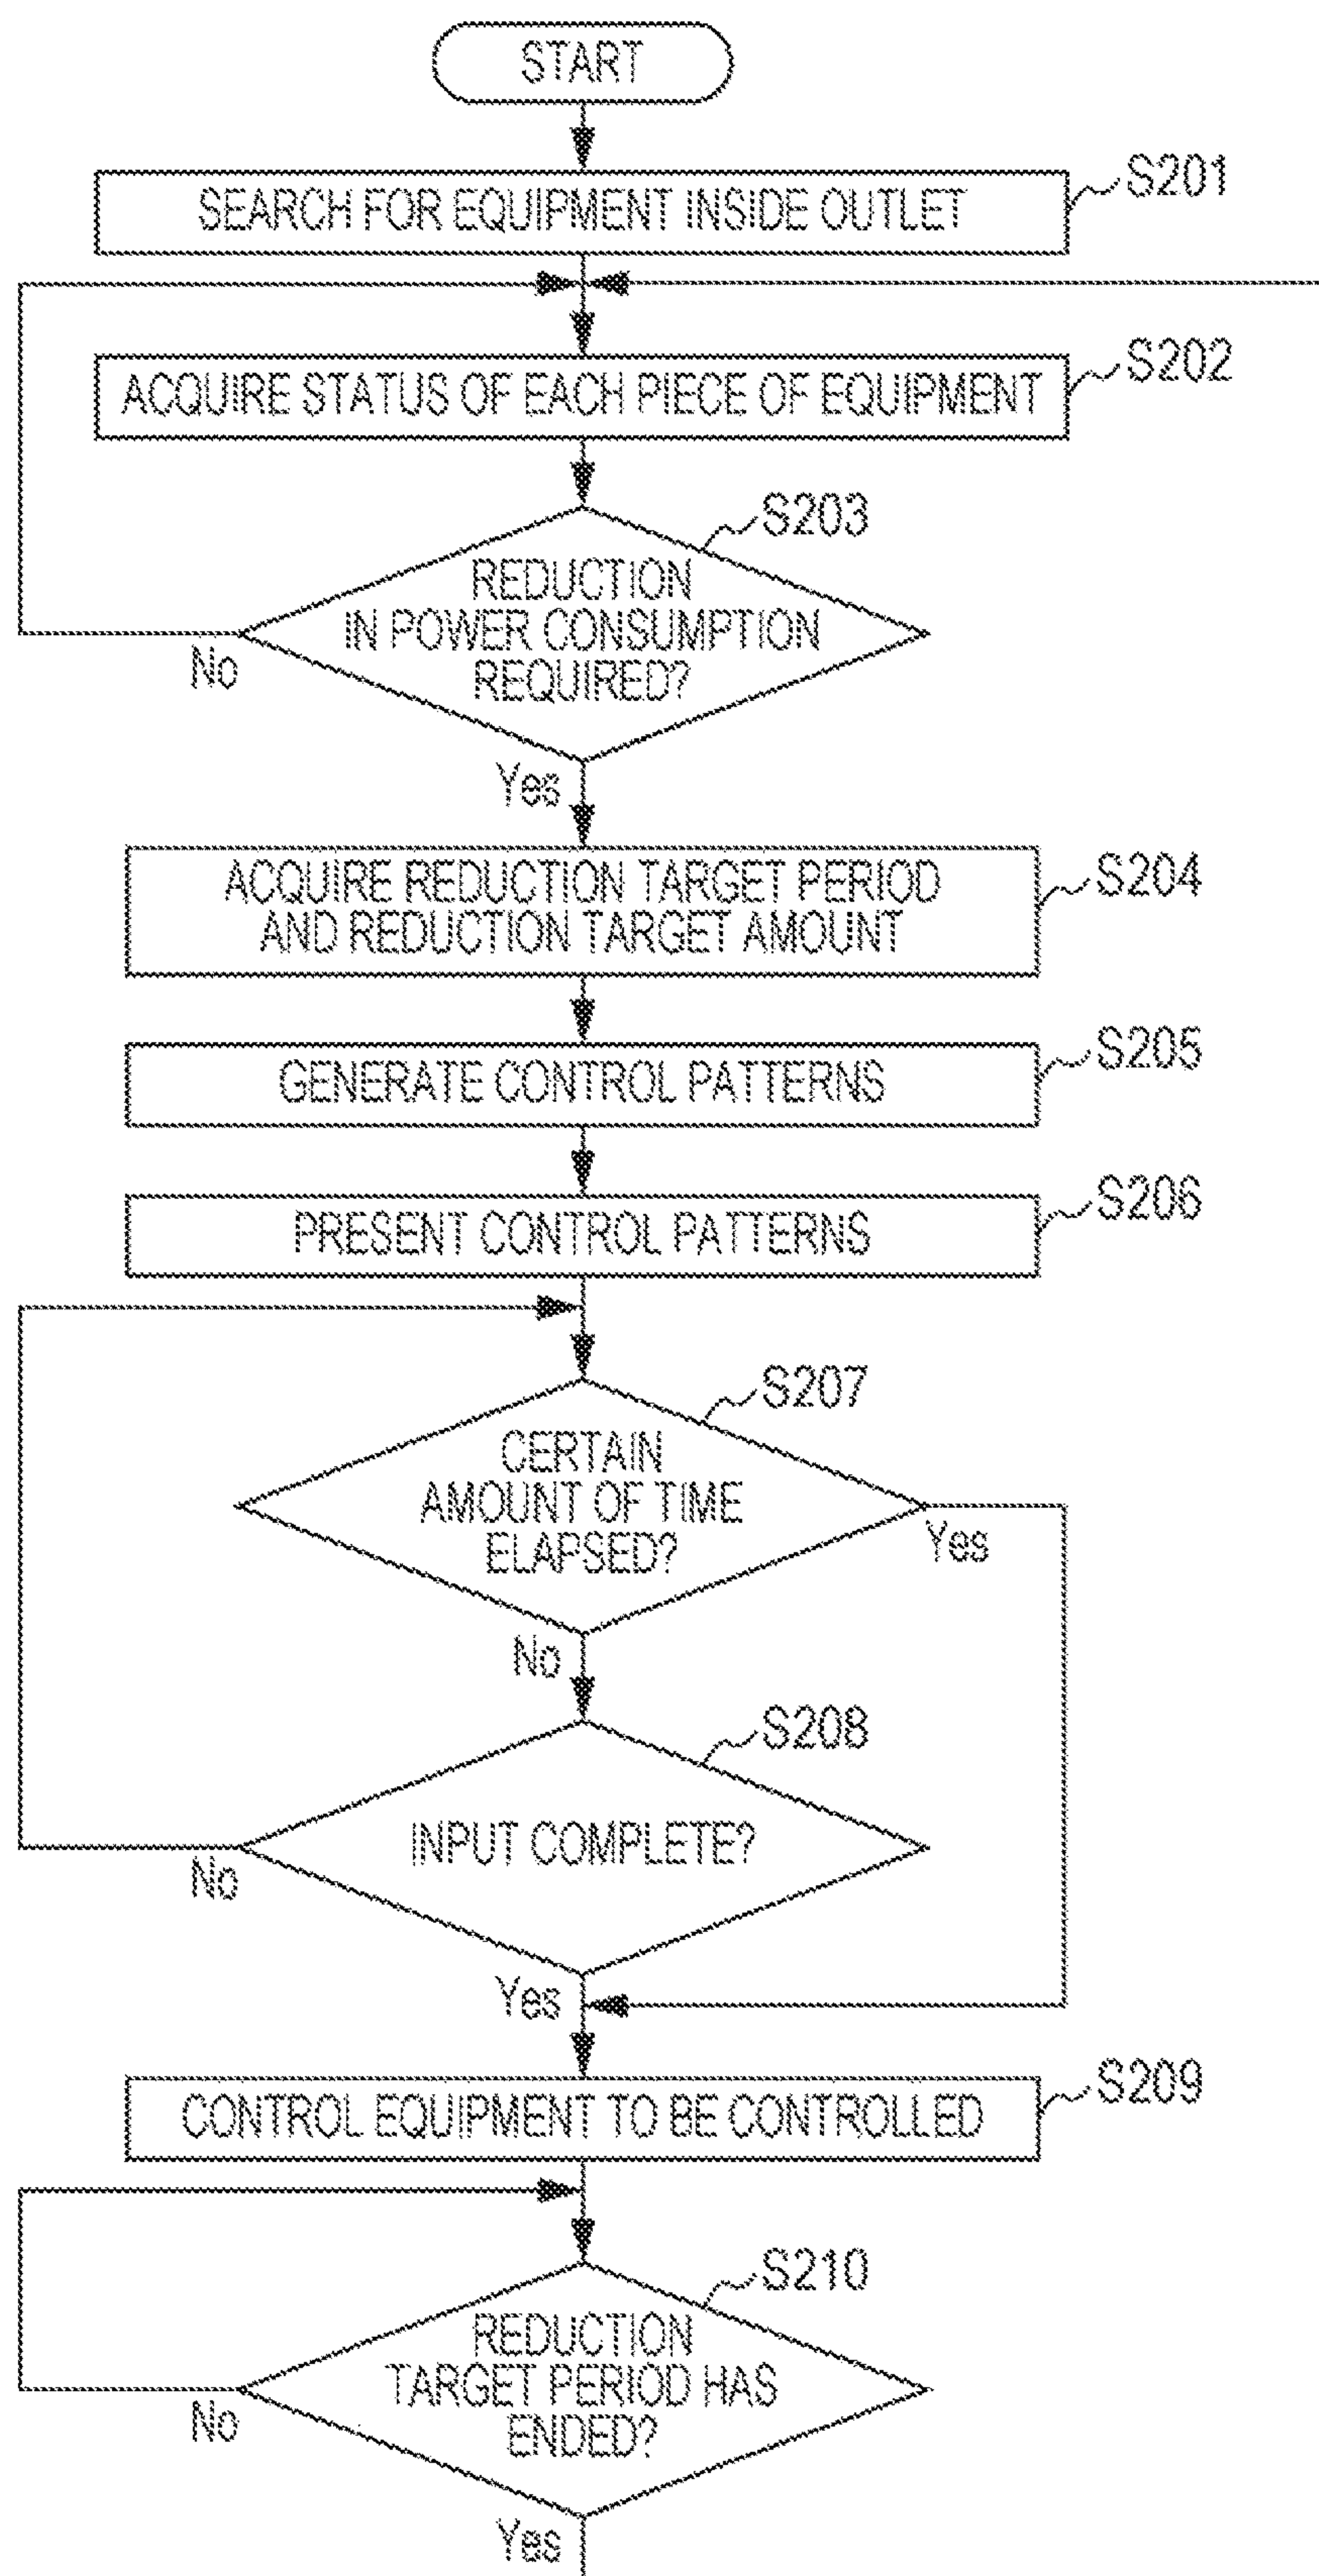 START
SEARCH FOR EQUIPMENT INSIDE OUTLET
S201
ACQUIRE STATUS OF EACH PIECE OF EQUIPMENT
S202
S203
REDUCTION
IN POWER CONSUMPTION
REQUIRED?
No
Yes
ACQUIRE REDUCTION TARGET PERIOD
AND REDUCTION TARGET AMOUNT
S204
GENERATE CONTROL PATTERNS
S205
PRESENT CONTROL PATTERNS
S206
S207
CERTAIN
AMOUNT OF TIME
ELAPSED?
Yes
No
S208
INPUT COMPLETE?
No
Yes
CONTROL EQUIPMENT TO BE CONTROLLED
S209
S210
REDUCTION
TARGET PERIOD HAS
ENDED?
No
Yes